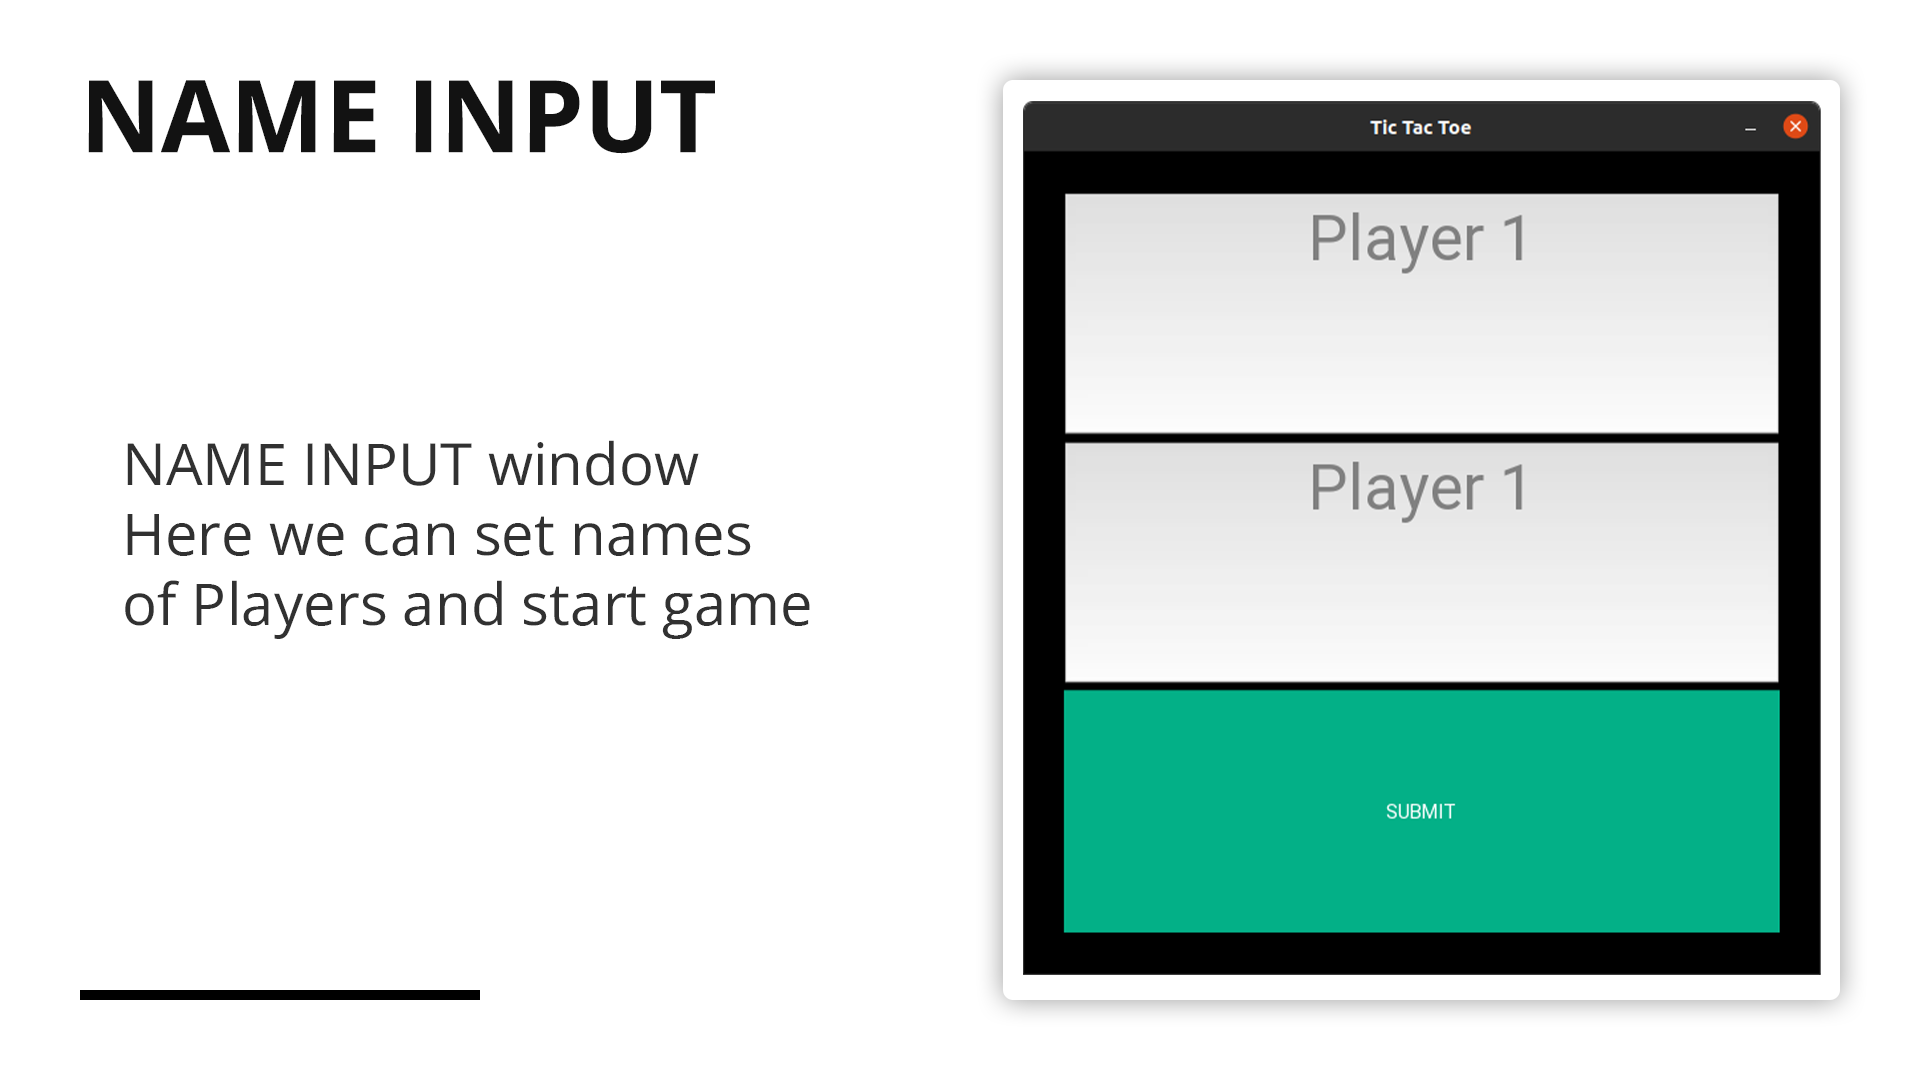 NAME INPUT
NAME INPUT window
Here we can set names
of Players and start game
Tic Tac Toe
Player 1
Player 1
SUBMIT